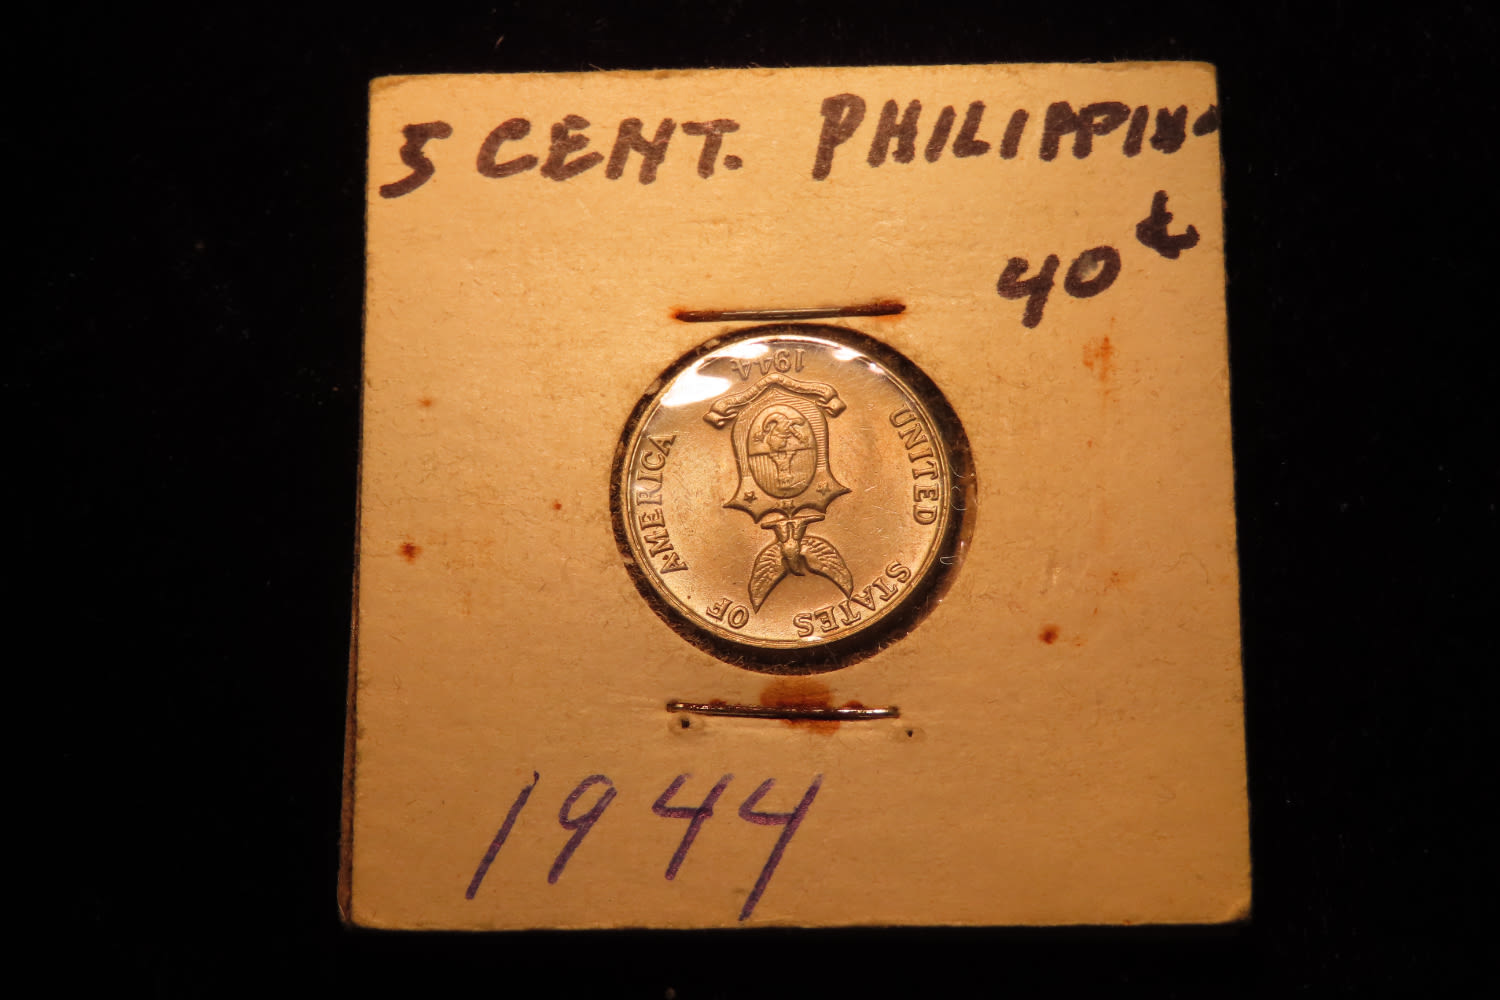 5 CENT. PHILIPPIN.
40¢
UNITED STATES OF AMERICA
1944
1944